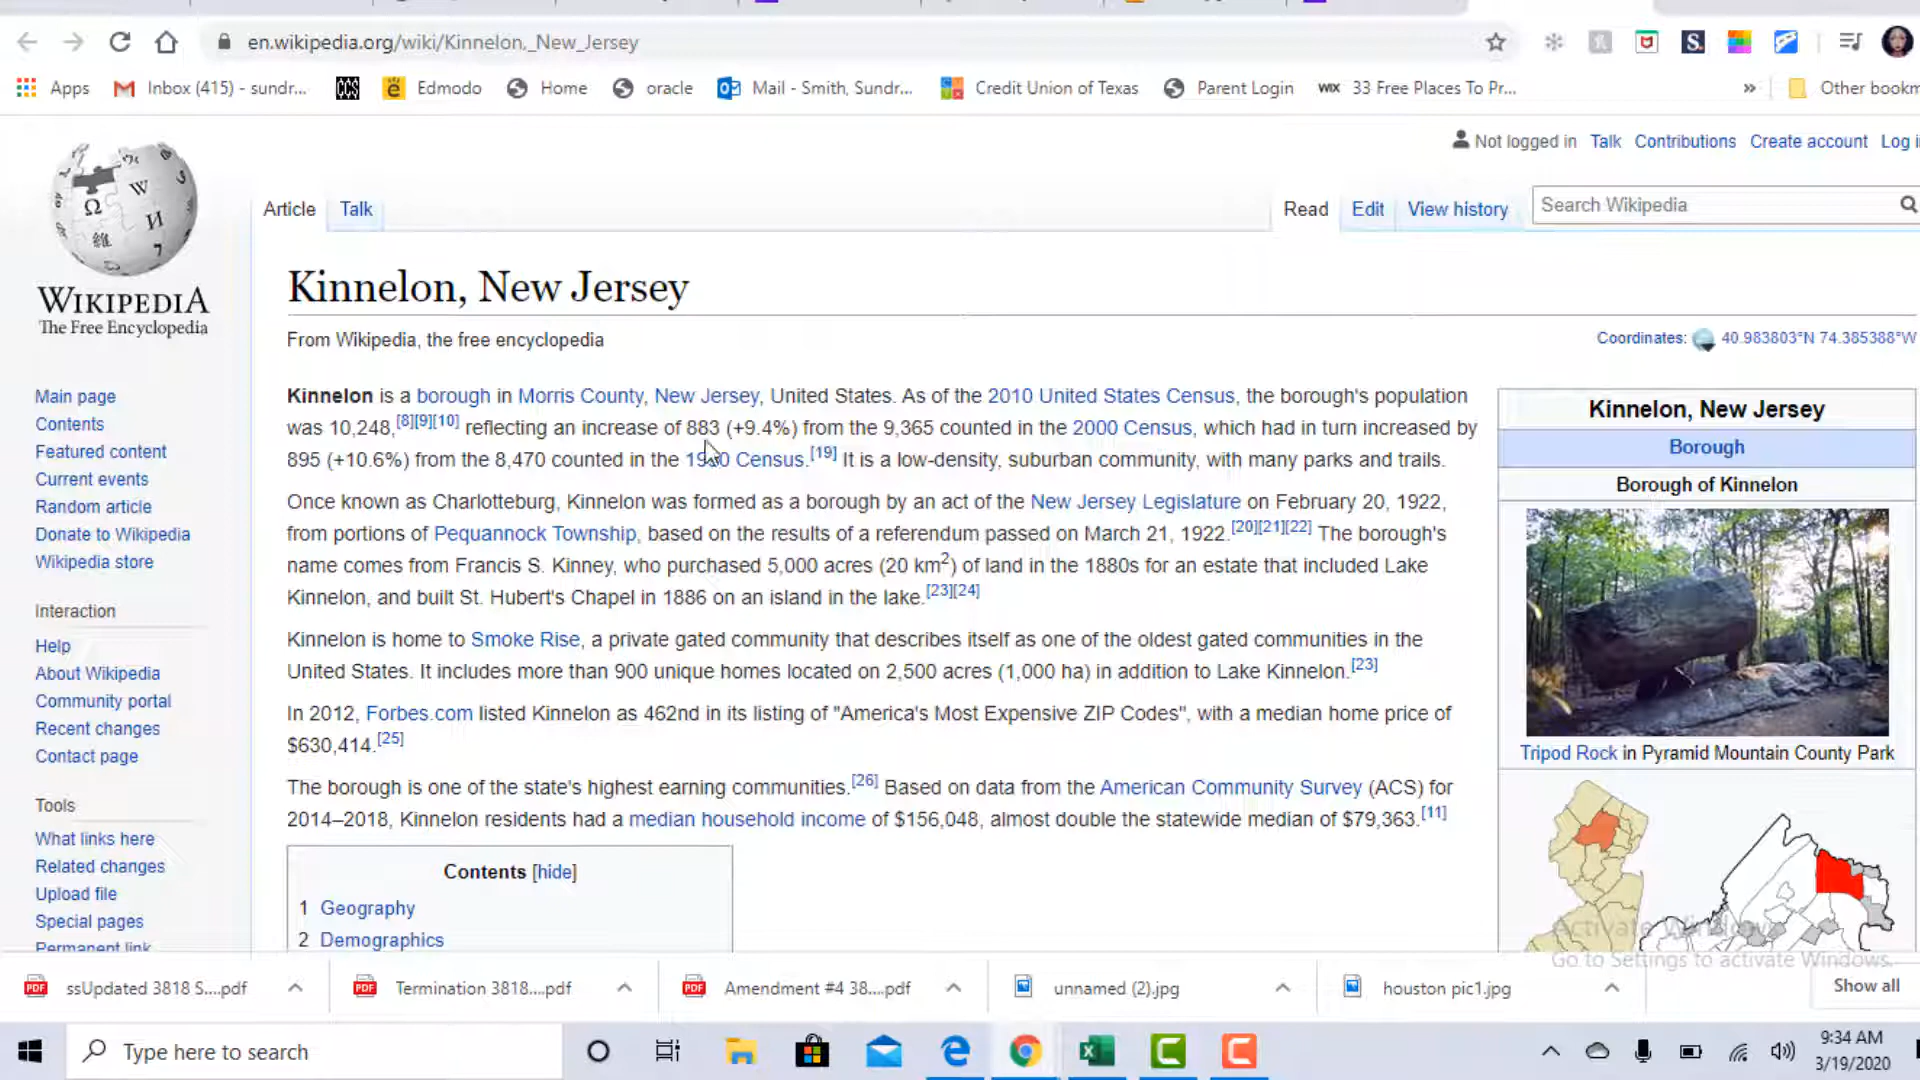 en.wikipedia.org/wiki/Kinnelon,_New_Jersey
Apps
Inbox (415) - sundr...
CCS
Edmodo
Home
oracle
Mail - Smith, Sundr...
Credit Union of Texas
Parent Login
WIX 33 Free Places To Pr...
»
Other bookm
Not logged in Talk Contributions Create account Log i
WIKIPEDIA
The Free Encyclopedia
Article Talk
Read Edit View history
Search Wikipedia
Kinnelon, New Jersey
From Wikipedia, the free encyclopedia
Coordinates: 40.983803°N 74.385388°W
Kinnelon is a borough in Morris County, New Jersey, United States. As of the 2010 United States Census, the borough's population
was 10,248,[8][9][10] reflecting an increase of 883 (+9.4%) from the 9,365 counted in the 2000 Census, which had in turn increased by
895 (+10.6%) from the 8,470 counted in the 1990 Census.[19] It is a low-density, suburban community, with many parks and trails.
Once known as Charlotteburg, Kinnelon was formed as a borough by an act of the New Jersey Legislature on February 20, 1922,
from portions of Pequannock Township, based on the results of a referendum passed on March 21, 1922.[20][21][22] The borough's
name comes from Francis S. Kinney, who purchased 5,000 acres (20 km2) of land in the 1880s for an estate that included Lake
Kinnelon, and built St. Hubert's Chapel in 1886 on an island in the lake.[23][24]
Kinnelon is home to Smoke Rise, a private gated community that describes itself as one of the oldest gated communities in the
United States. It includes more than 900 unique homes located on 2,500 acres (1,000 ha) in addition to Lake Kinnelon.[23]
In 2012, Forbes.com listed Kinnelon as 462nd in its listing of "America's Most Expensive ZIP Codes", with a median home price of
$630,414.[25]
The borough is one of the state's highest earning communities.[26] Based on data from the American Community Survey (ACS) for
2014–2018, Kinnelon residents had a median household income of $156,048, almost double the statewide median of $79,363.[11]
Contents [hide]
1 Geography
2 Demographics
Main page
Contents
Featured content
Current events
Random article
Donate to Wikipedia
Wikipedia store
Interaction
Help
About Wikipedia
Community portal
Recent changes
Contact page
Tools
What links here
Related changes
Upload file
Special pages
Permanent link
Kinnelon, New Jersey
Borough
Borough of Kinnelon
Tripod Rock in Pyramid Mountain County Park
Activate Windows
Go to Settings to activate Windows.
ssUpdated 3818 S....pdf
Termination 3818....pdf
Amendment #4 38....pdf
unnamed (2).jpg
houston pic1.jpg
Show all
Type here to search
9:34 AM
3/19/2020